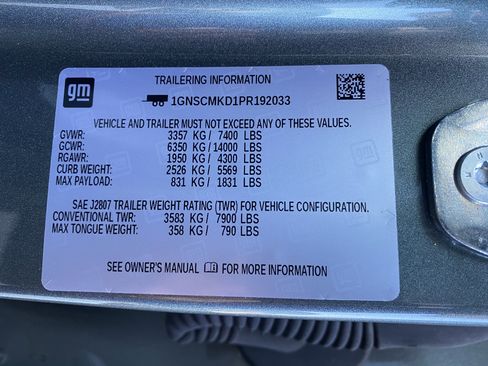 gm
TRAILERING INFORMATION
1GNSCMKD1PR192033
VEHICLE AND TRAILER MUST NOT EXCEED ANY OF THESE VALUES.
GVWR: 3357 KG / 7400 LBS
GCWR: 6350 KG / 14000 LBS
RGAWR: 1950 KG / 4300 LBS
CURB WEIGHT: 2526 KG / 5569 LBS
MAX PAYLOAD: 831 KG / 1831 LBS
SAE J2807 TRAILER WEIGHT RATING (TWR) FOR VEHICLE CONFIGURATION.
CONVENTIONAL TWR: 3583 KG / 7900 LBS
MAX TONGUE WEIGHT: 358 KG / 790 LBS
SEE OWNER'S MANUAL FOR MORE INFORMATION